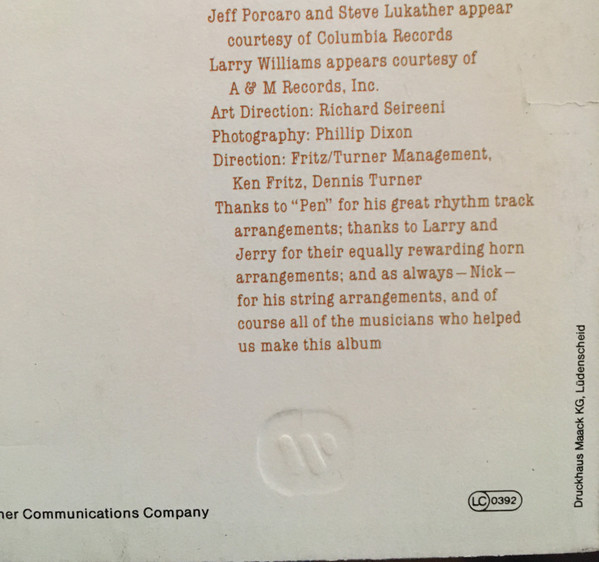 Jeff Porcaro and Steve Lukather appear
courtesy of Columbia Records
Larry Williams appears courtesy of
A & M Records, Inc.
Art Direction: Richard Seireeni
Photography: Phillip Dixon
Direction: Fritz/Turner Management,
Ken Fritz, Dennis Turner
Thanks to "Pen" for his great rhythm track
arrangements; thanks to Larry and
Jerry for their equally rewarding horn
arrangements; and as always—Nick—
for his string arrangements, and of
course all of the musicians who helped
us make this album
Druckhaus Maack KG, Lüdenscheid
Communications Company
LC 0392